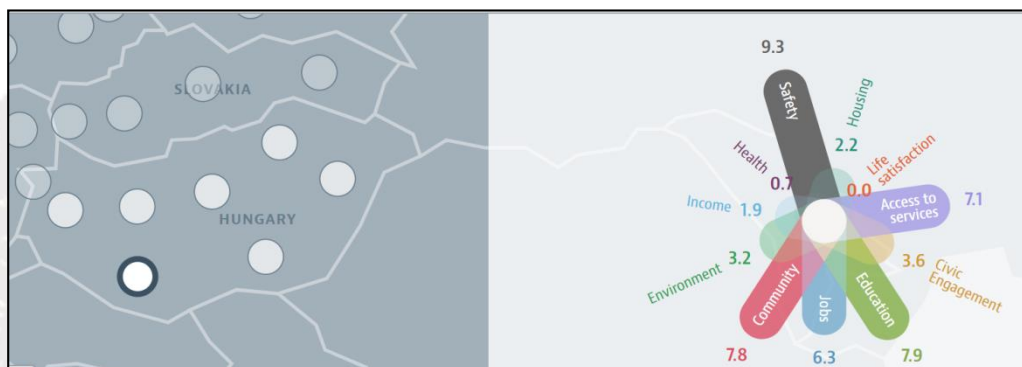 SLOVAKIA
HUNGARY
9.3
Safety
Housing
2.2
Health
0.7
Life
satisfaction
0.0
Income
1.9
Access to
services
7.1
Environment
3.2
3.6
Civic
Engagement
Community
7.8
Jobs
6.3
Education
7.9